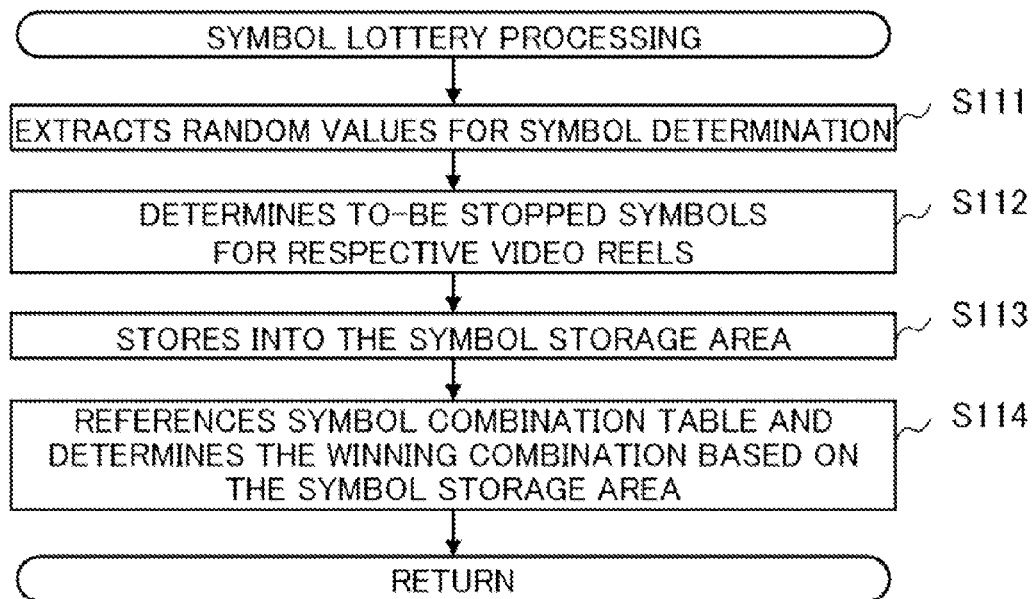 SYMBOL LOTTERY PROCESSING
EXTRACTS RANDOM VALUES FOR SYMBOL DETERMINATION
S111
DETERMINES TO-BE STOPPED SYMBOLS
FOR RESPECTIVE VIDEO REELS
S112
STORES INTO THE SYMBOL STORAGE AREA
S113
REFERENCES SYMBOL COMBINATION TABLE AND
DETERMINES THE WINNING COMBINATION BASED ON
THE SYMBOL STORAGE AREA
S114
RETURN